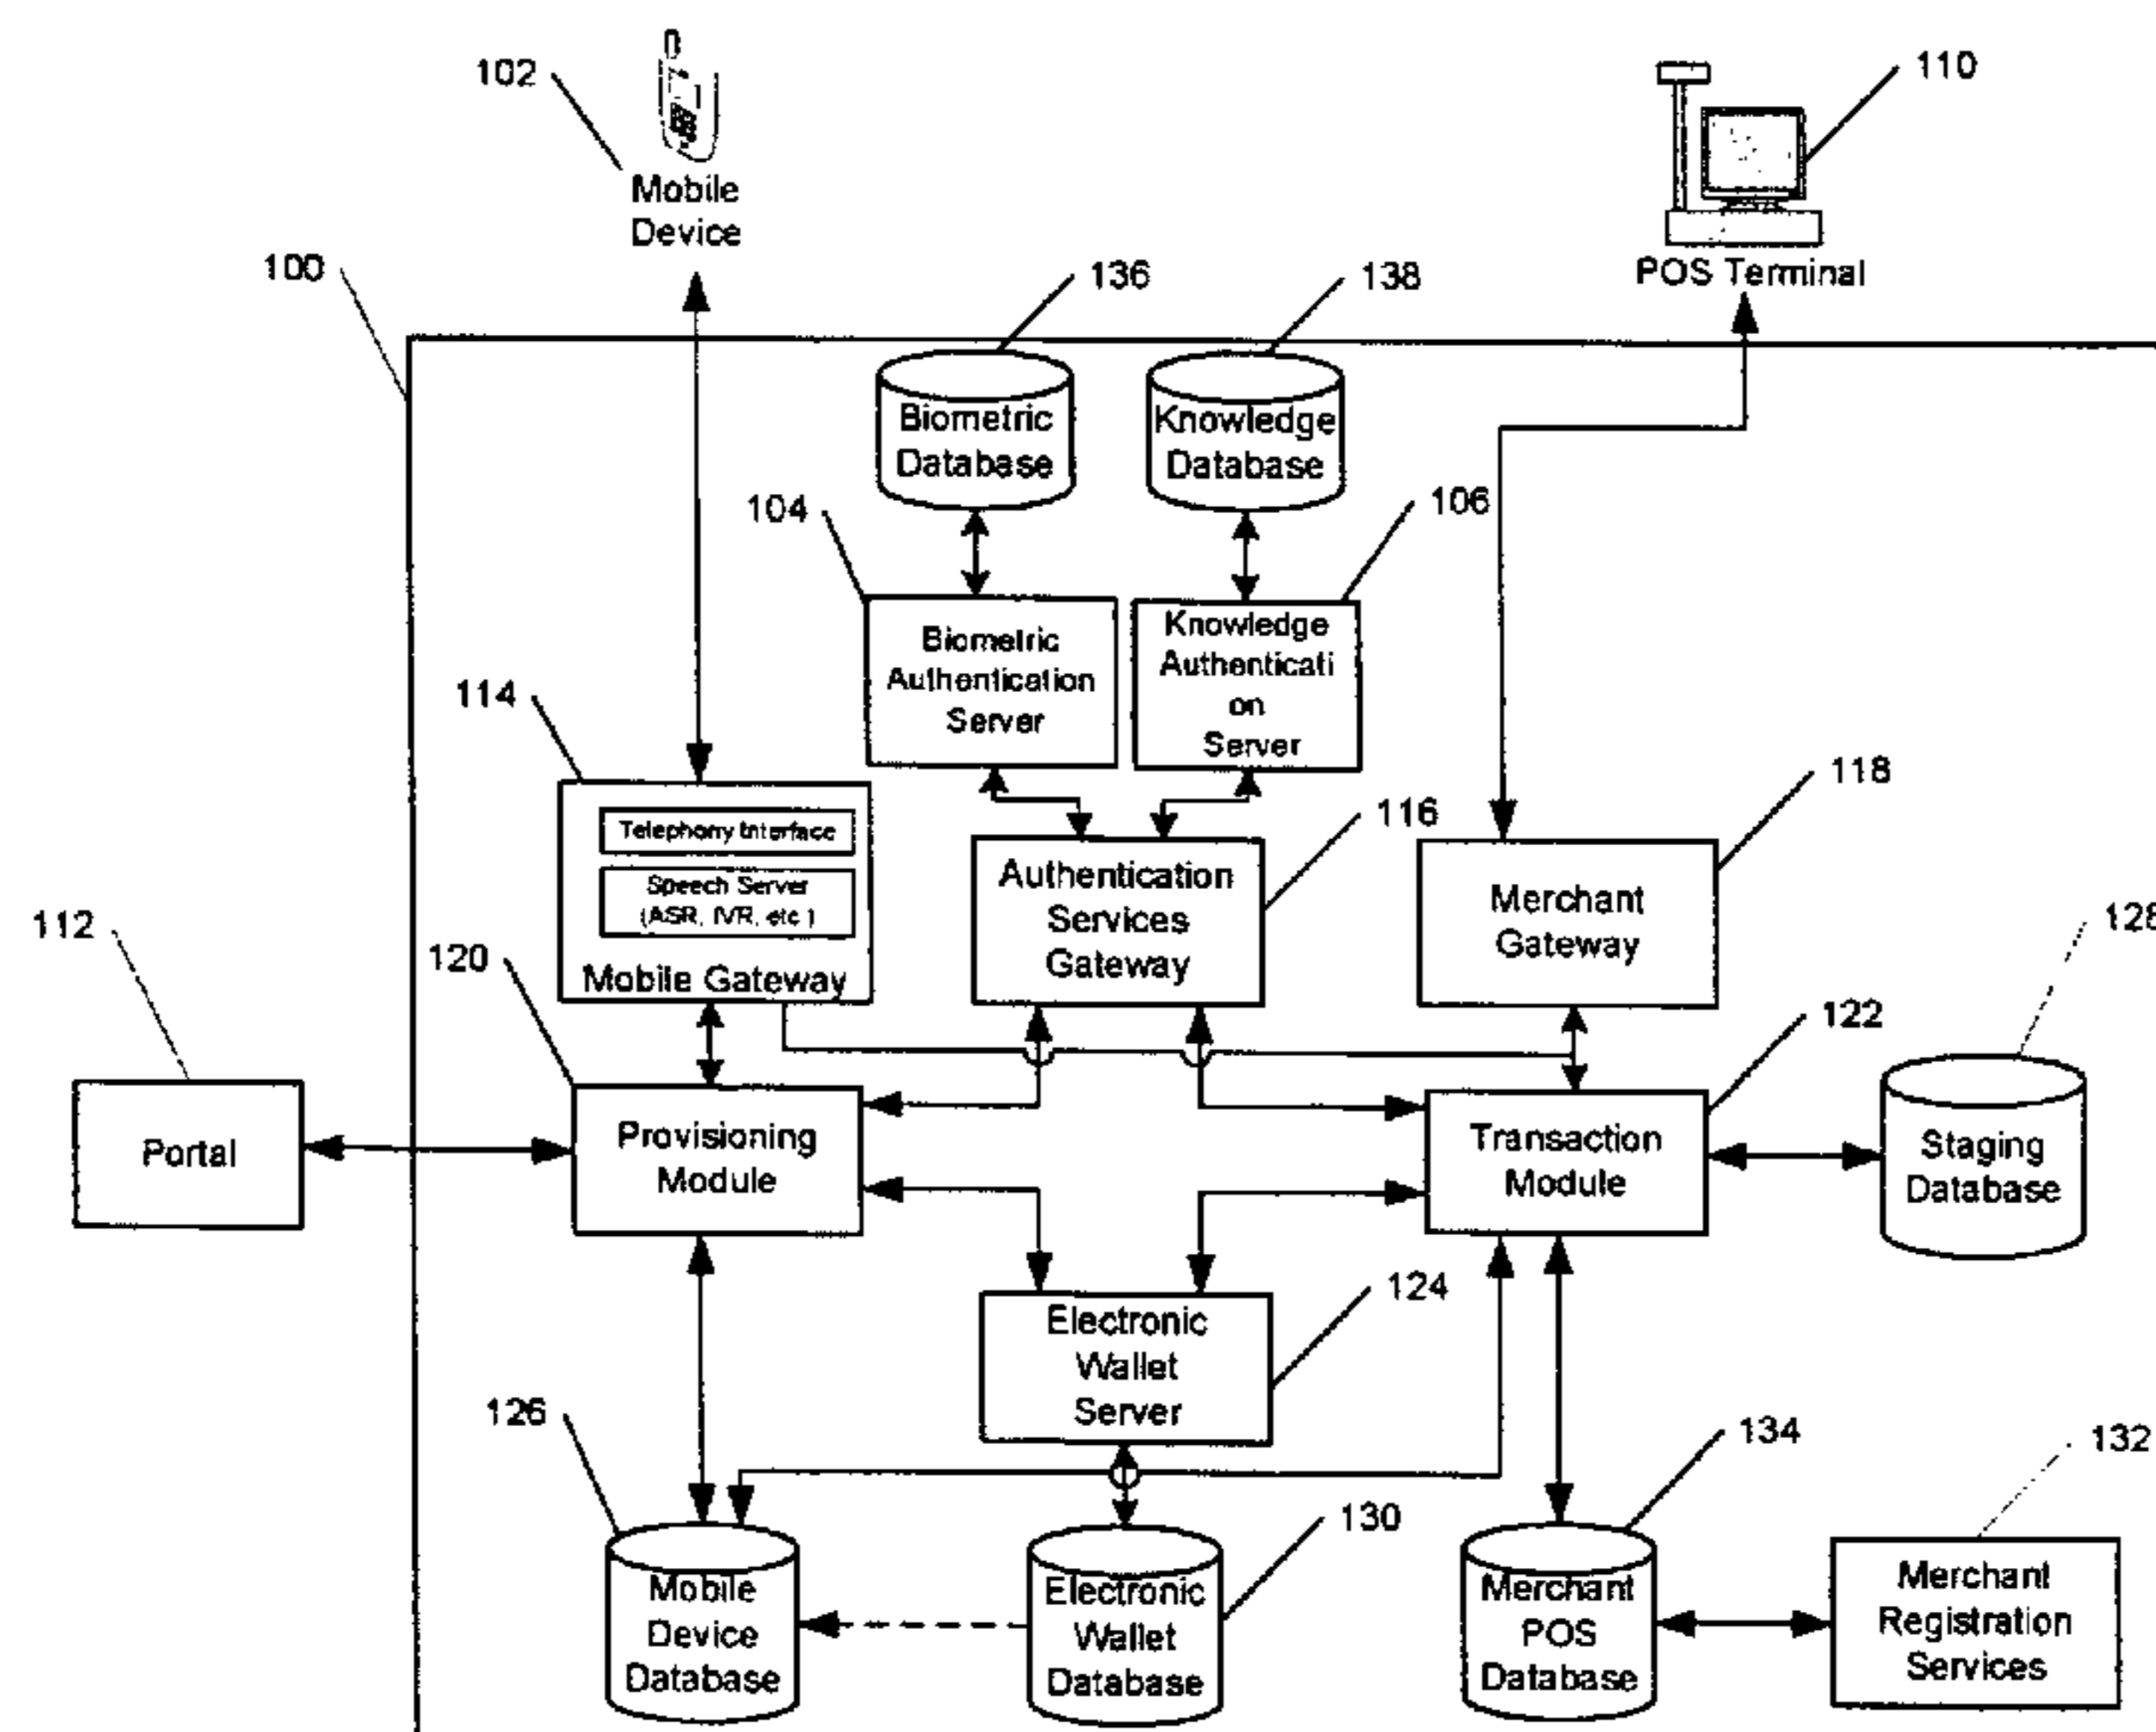 102
110
Mobile
Device
POS Terminal
100
136
138
Biometric
Database
Knowledge
Database
104
106
Biometric
Authentication
Server
Knowledge
Authenticati
on
Server
114
118
Telephony Interface
Speech Server
(ASR, IVR, etc.)
Mobile Gateway
116
Authentication
Services
Gateway
Merchant
Gateway
112
120
128
122
Portal
Provisioning
Module
Transaction
Module
Staging
Database
124
Electronic
Wallet
Server
126
134
132
130
Mobile
Device
Database
Electronic
Wallet
Database
Merchant
POS
Database
Merchant
Registration
Services